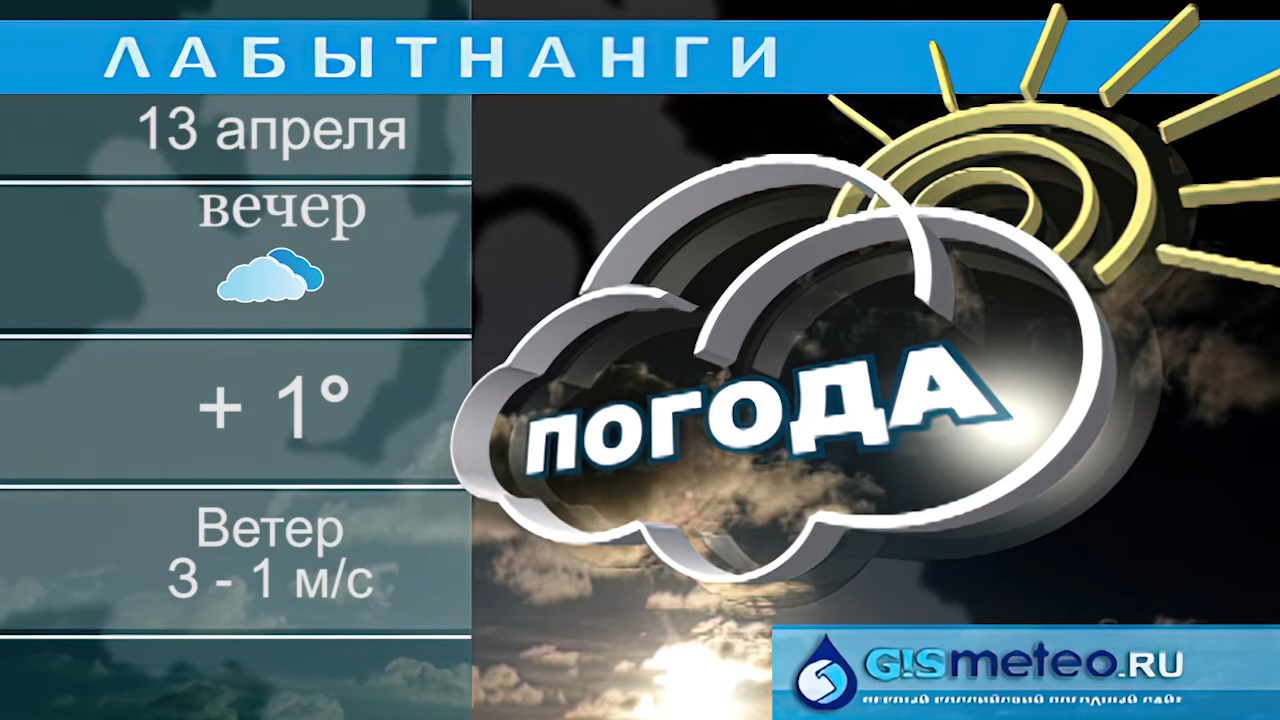 ЛАБЫТНАНГИ
13 апреля
вечер
+ 1°
Ветер
3 - 1 м/с
ПОГОДА
GISmeteo.RU